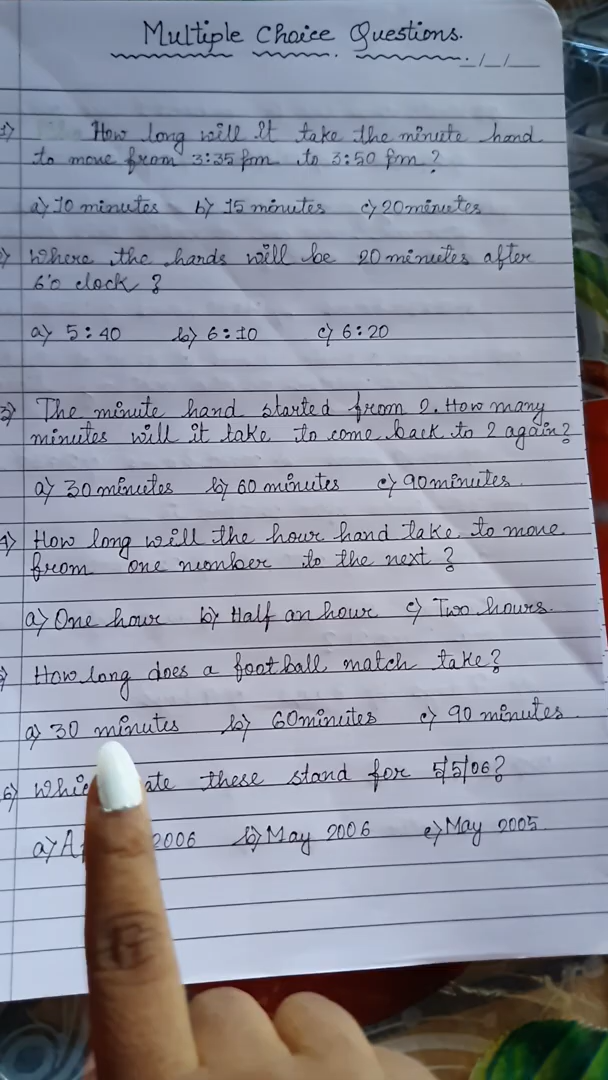 Multiple Choice Questions.
_/_/_
1) How long will It take the minute hand
to move from 3:35 pm to 3:50 pm?
a) 10 minutes b) 15 minutes c) 20 minutes
) Where the hands will be 20 minutes after
6'o clock?
a) 5:40 b) 6:10 c) 6:20
3) The minute hand started from 2. How many
minutes will it take to come back to 2 again?
a) 30 minutes b) 60 minutes c) 90 minutes.
4) How long will the hour hand take to move
from one number to the next?
a) One hour b) Half an hour c) Two hours.
How long does a football match take?
a) 30 minutes b) 60 minutes c) 90 minutes.
6) these stand for 5/5/06?
a) 2006 b) May 2006 c) May 2005.